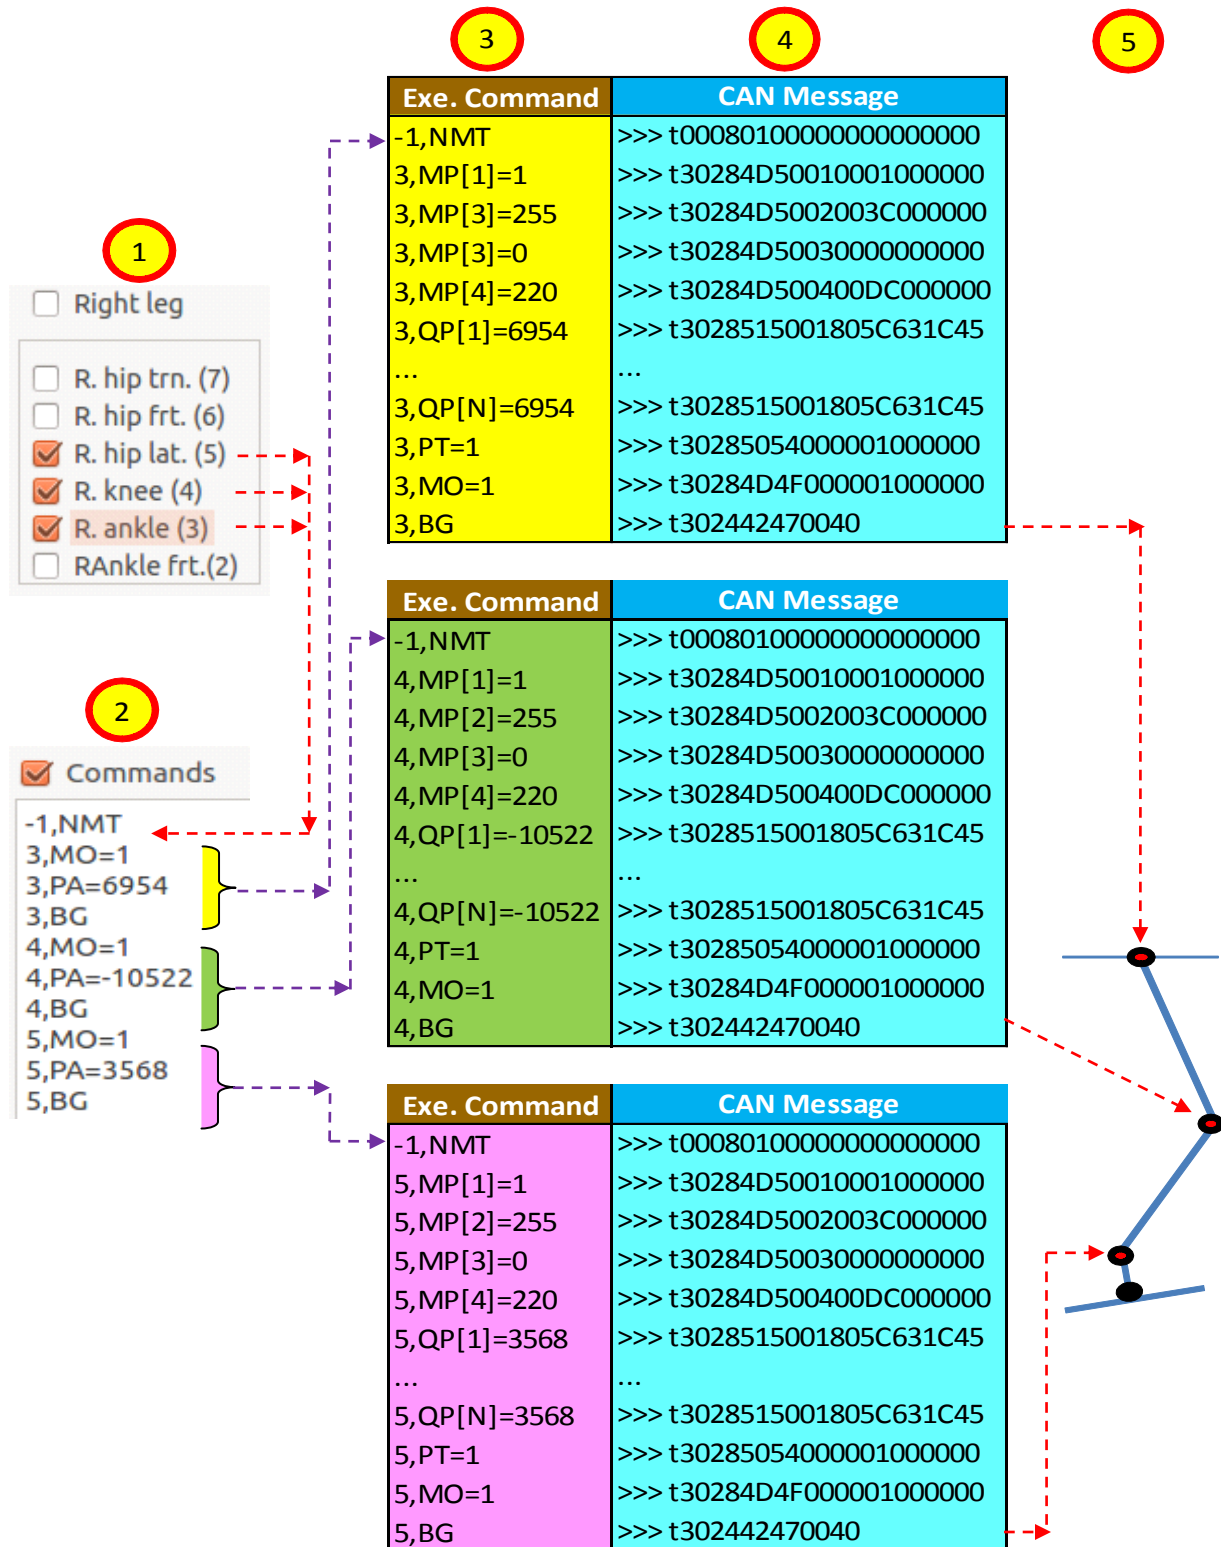 3
4
5
Exe. Command CAN Message
-1,NMT >>> t00080100000000000000
3,MP[1]=1 >>> t30284D50010001000000
3,MP[3]=255 >>> t30284D5002003C000000
3,MP[3]=0 >>> t30284D50030000000000
3,MP[4]=220 >>> t30284D500400DC000000
3,QP[1]=6954 >>> t3028515001805C631C45
... ...
3,QP[N]=6954 >>> t3028515001805C631C45
3,PT=1 >>> t30285054000001000000
3,MO=1 >>> t30284D4F000001000000
3,BG >>> t302442470040
1
Right leg
R. hip trn. (7)
R. hip frt. (6)
R. hip lat. (5)
R. knee (4)
R. ankle (3)
RAnkle frt.(2)
2
Commands
-1,NMT
3,MO=1
3,PA=6954
3,BG
4,MO=1
4,PA=-10522
4,BG
5,MO=1
5,PA=3568
5,BG
Exe. Command CAN Message
-1,NMT >>> t00080100000000000000
4,MP[1]=1 >>> t30284D50010001000000
4,MP[2]=255 >>> t30284D5002003C000000
4,MP[3]=0 >>> t30284D50030000000000
4,MP[4]=220 >>> t30284D500400DC000000
4,QP[1]=-10522 >>> t3028515001805C631C45
... ...
4,QP[N]=-10522 >>> t3028515001805C631C45
4,PT=1 >>> t30285054000001000000
4,MO=1 >>> t30284D4F000001000000
4,BG >>> t302442470040
Exe. Command CAN Message
-1,NMT >>> t00080100000000000000
5,MP[1]=1 >>> t30284D50010001000000
5,MP[2]=255 >>> t30284D5002003C000000
5,MP[3]=0 >>> t30284D50030000000000
5,MP[4]=220 >>> t30284D500400DC000000
5,QP[1]=3568 >>> t3028515001805C631C45
... ...
5,QP[N]=3568 >>> t3028515001805C631C45
5,PT=1 >>> t30285054000001000000
5,MO=1 >>> t30284D4F000001000000
5,BG >>> t302442470040